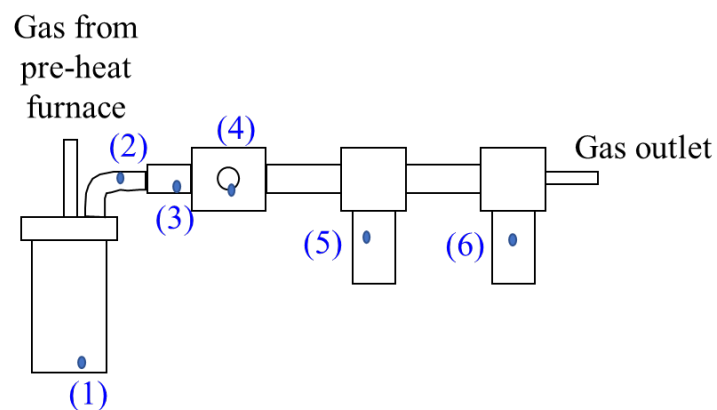 Gas from
pre-heat
furnace
(2)
(4)
Gas outlet
(3)
(5)
(6)
(1)